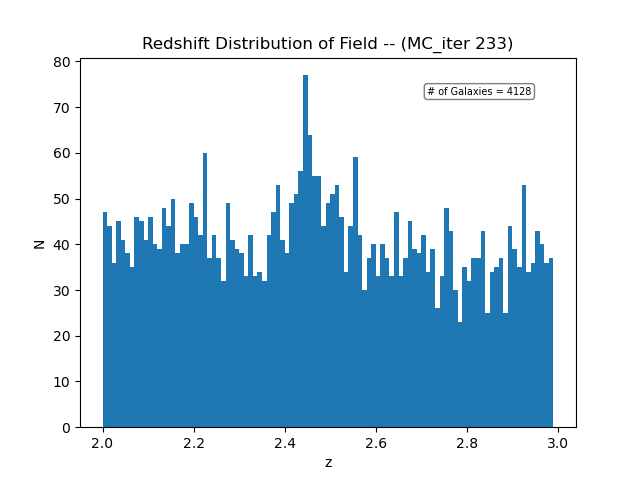 Redshift Distribution of Field -- (MC_iter 233)
# of Galaxies = 4128
80
70
60
50
40
30
20
10
0
N
2.0 2.2 2.4 2.6 2.8 3.0
z